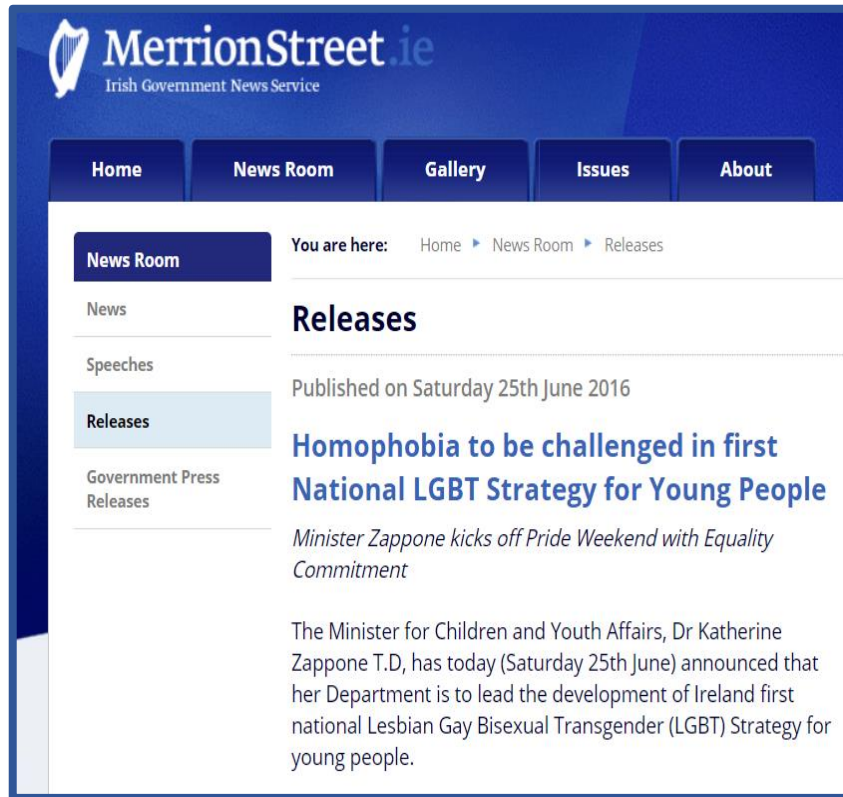 MerrionStreet.ie
Irish Government News Service
Home News Room Gallery Issues About
News Room
News
Speeches
Releases
Government Press
Releases
You are here: Home News Room Releases
Releases
Published on Saturday 25th June 2016
Homophobia to be challenged in first
National LGBT Strategy for Young People
Minister Zappone kicks off Pride Weekend with Equality
Commitment
The Minister for Children and Youth Affairs, Dr Katherine
Zappone T.D, has today (Saturday 25th June) announced that
her Department is to lead the development of Ireland first
national Lesbian Gay Bisexual Transgender (LGBT) Strategy for
young people.